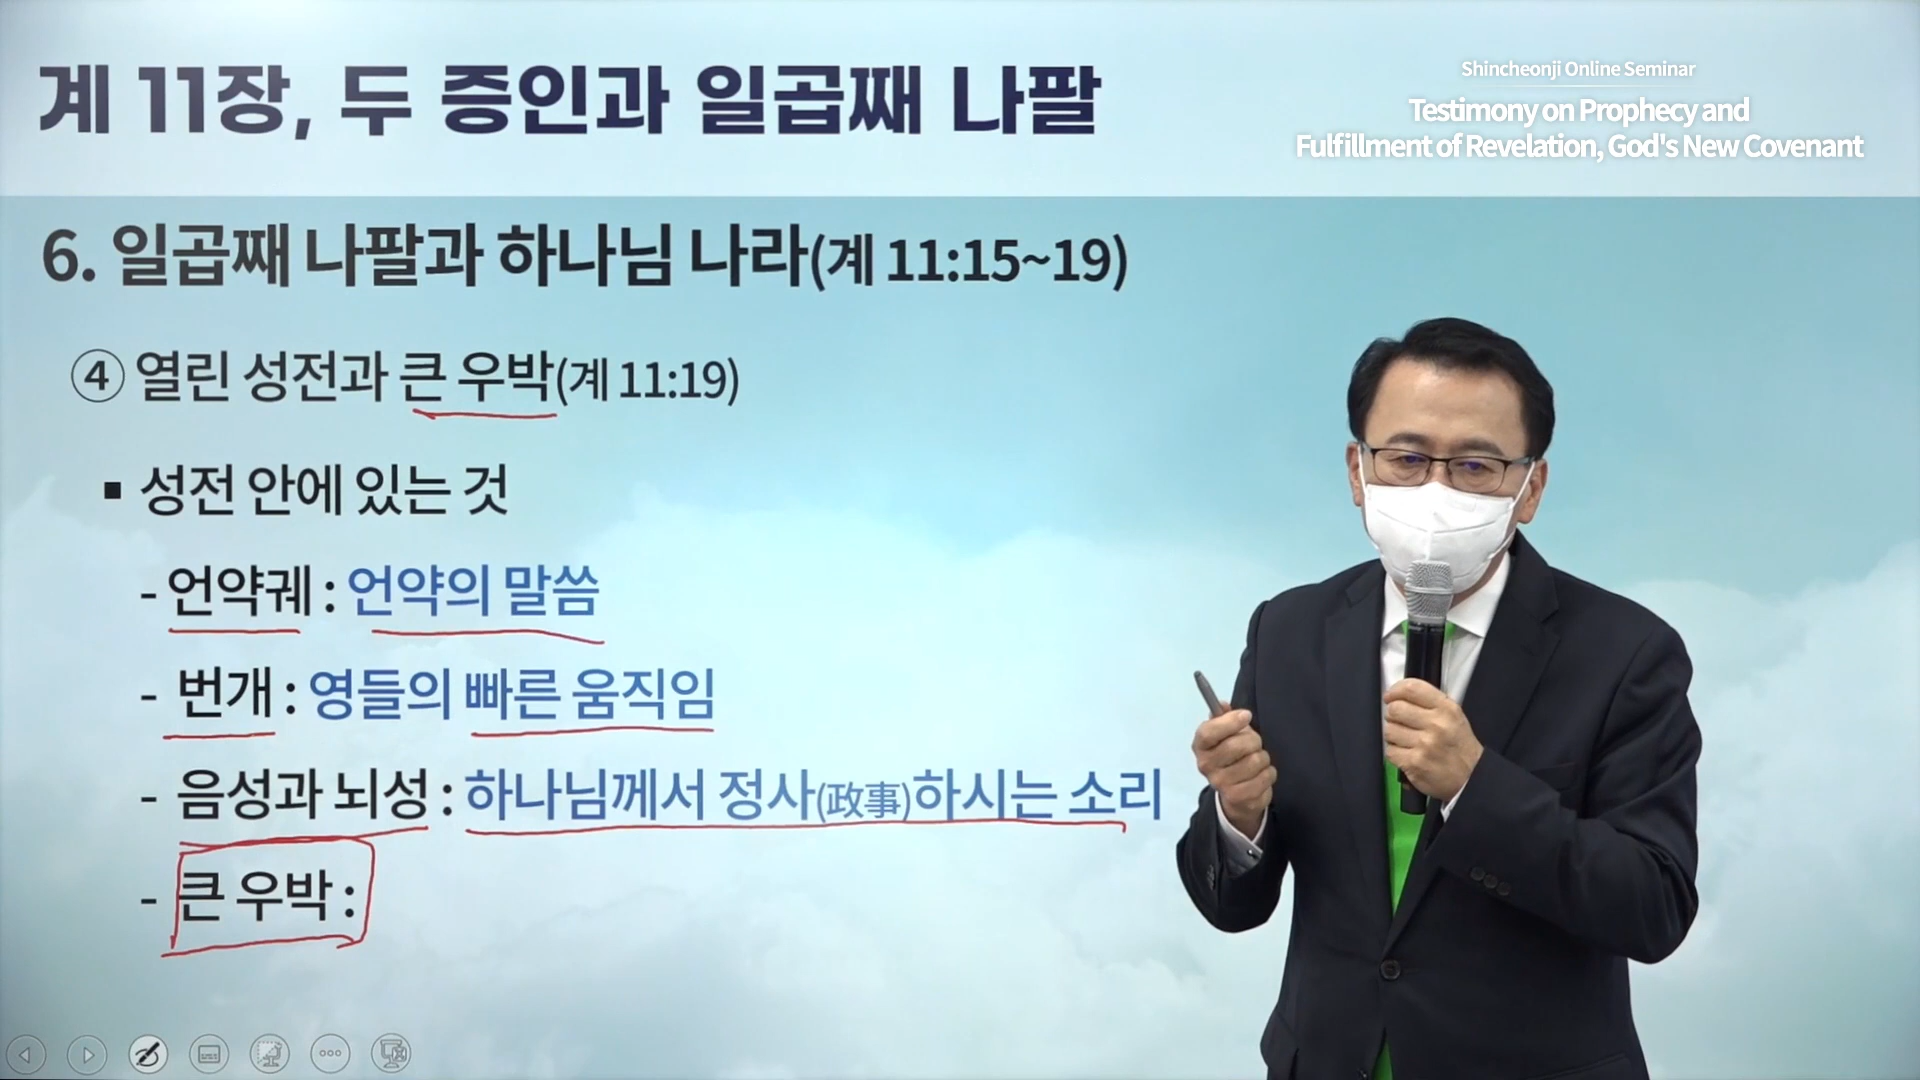 계 11장, 두 증인과 일곱째 나팔
Shincheonji Online Seminar
Testimony on Prophecy and
Fulfillment of Revelation, God's New Covenant
6. 일곱째 나팔과 하나님 나라(계 11:15~19)
④ 열린 성전과 큰 우박(계 11:19)
▪ 성전 안에 있는 것
- 언약궤 : 언약의 말씀
- 번개 : 영들의 빠른 움직임
- 음성과 뇌성 : 하나님께서 정사(政事)하시는 소리
- 큰 우박 :